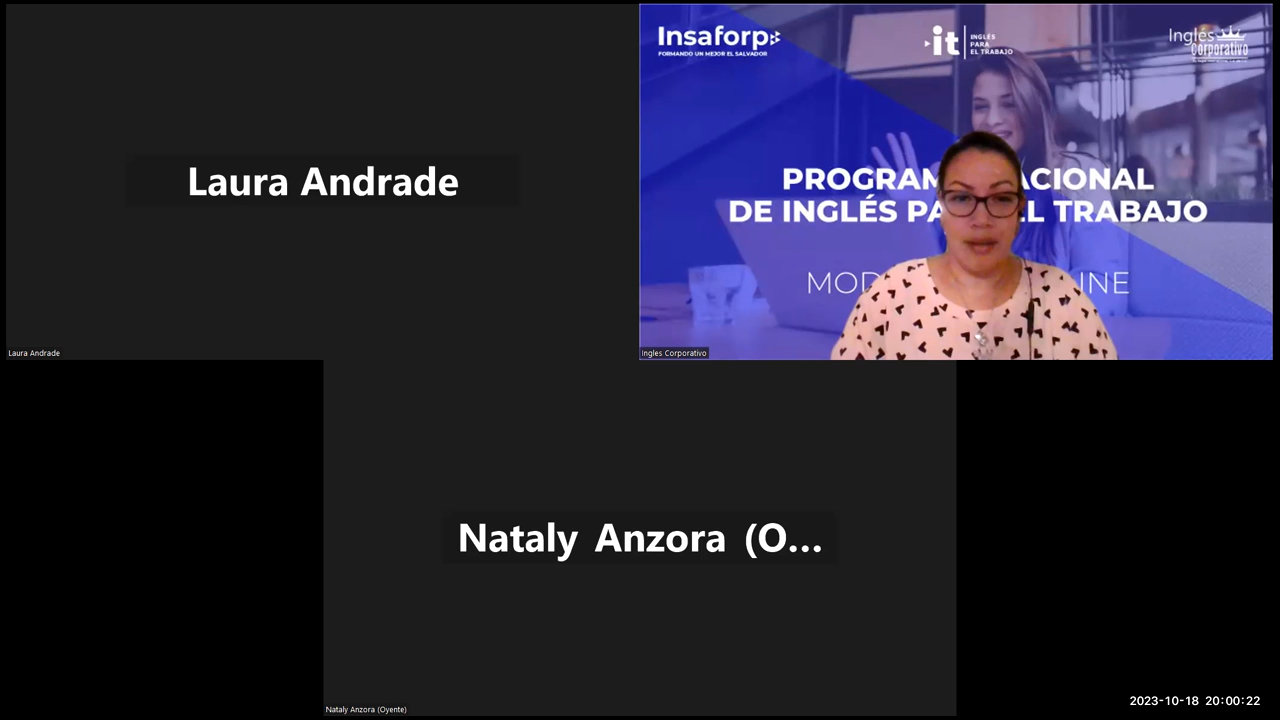 Laura Andrade
Laura Andrade
Insaforp
FORMANDO UN MEJOR EL SALVADOR
it
INGLÉS
PARA
EL TRABAJO
Inglés
Corporativo
PROGRAM ACIONAL
DE INGLÉS PA EL TRABAJO
MOD INE
Ingles Corporativo
Nataly Anzora (O...
Nataly Anzora (Oyente)
2023-10-18 20:00:22